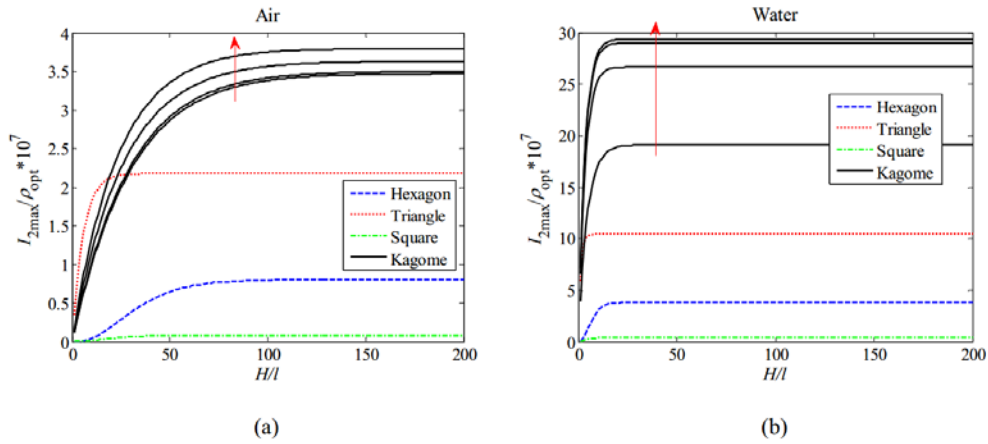 Air
I2max/ρopt*10^7
4
3.5
3
2.5
2
1.5
1
0.5
0
Hexagon
Triangle
Square
Kagome
0 50 100 150 200
H/l
(a)
Water
I2max/ρopt*10^7
30
25
20
15
10
5
0
Hexagon
Triangle
Square
Kagome
0 50 100 150 200
H/l
(b)